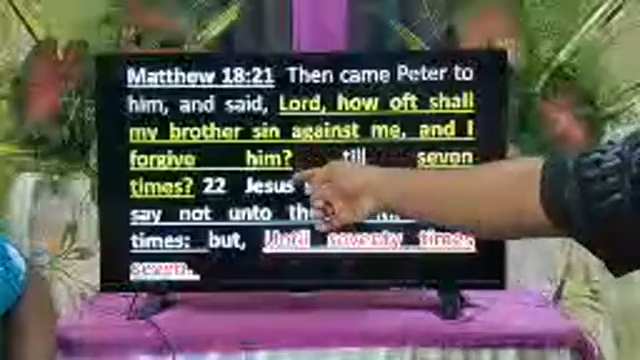 Matthew 18:21 Then came Peter to
him, and said, Lord, how oft shall
my brother sin against me, and I
forgive him? till seven
times? 22 Jesus
say not unto
times: but, Until seventy times
seven.